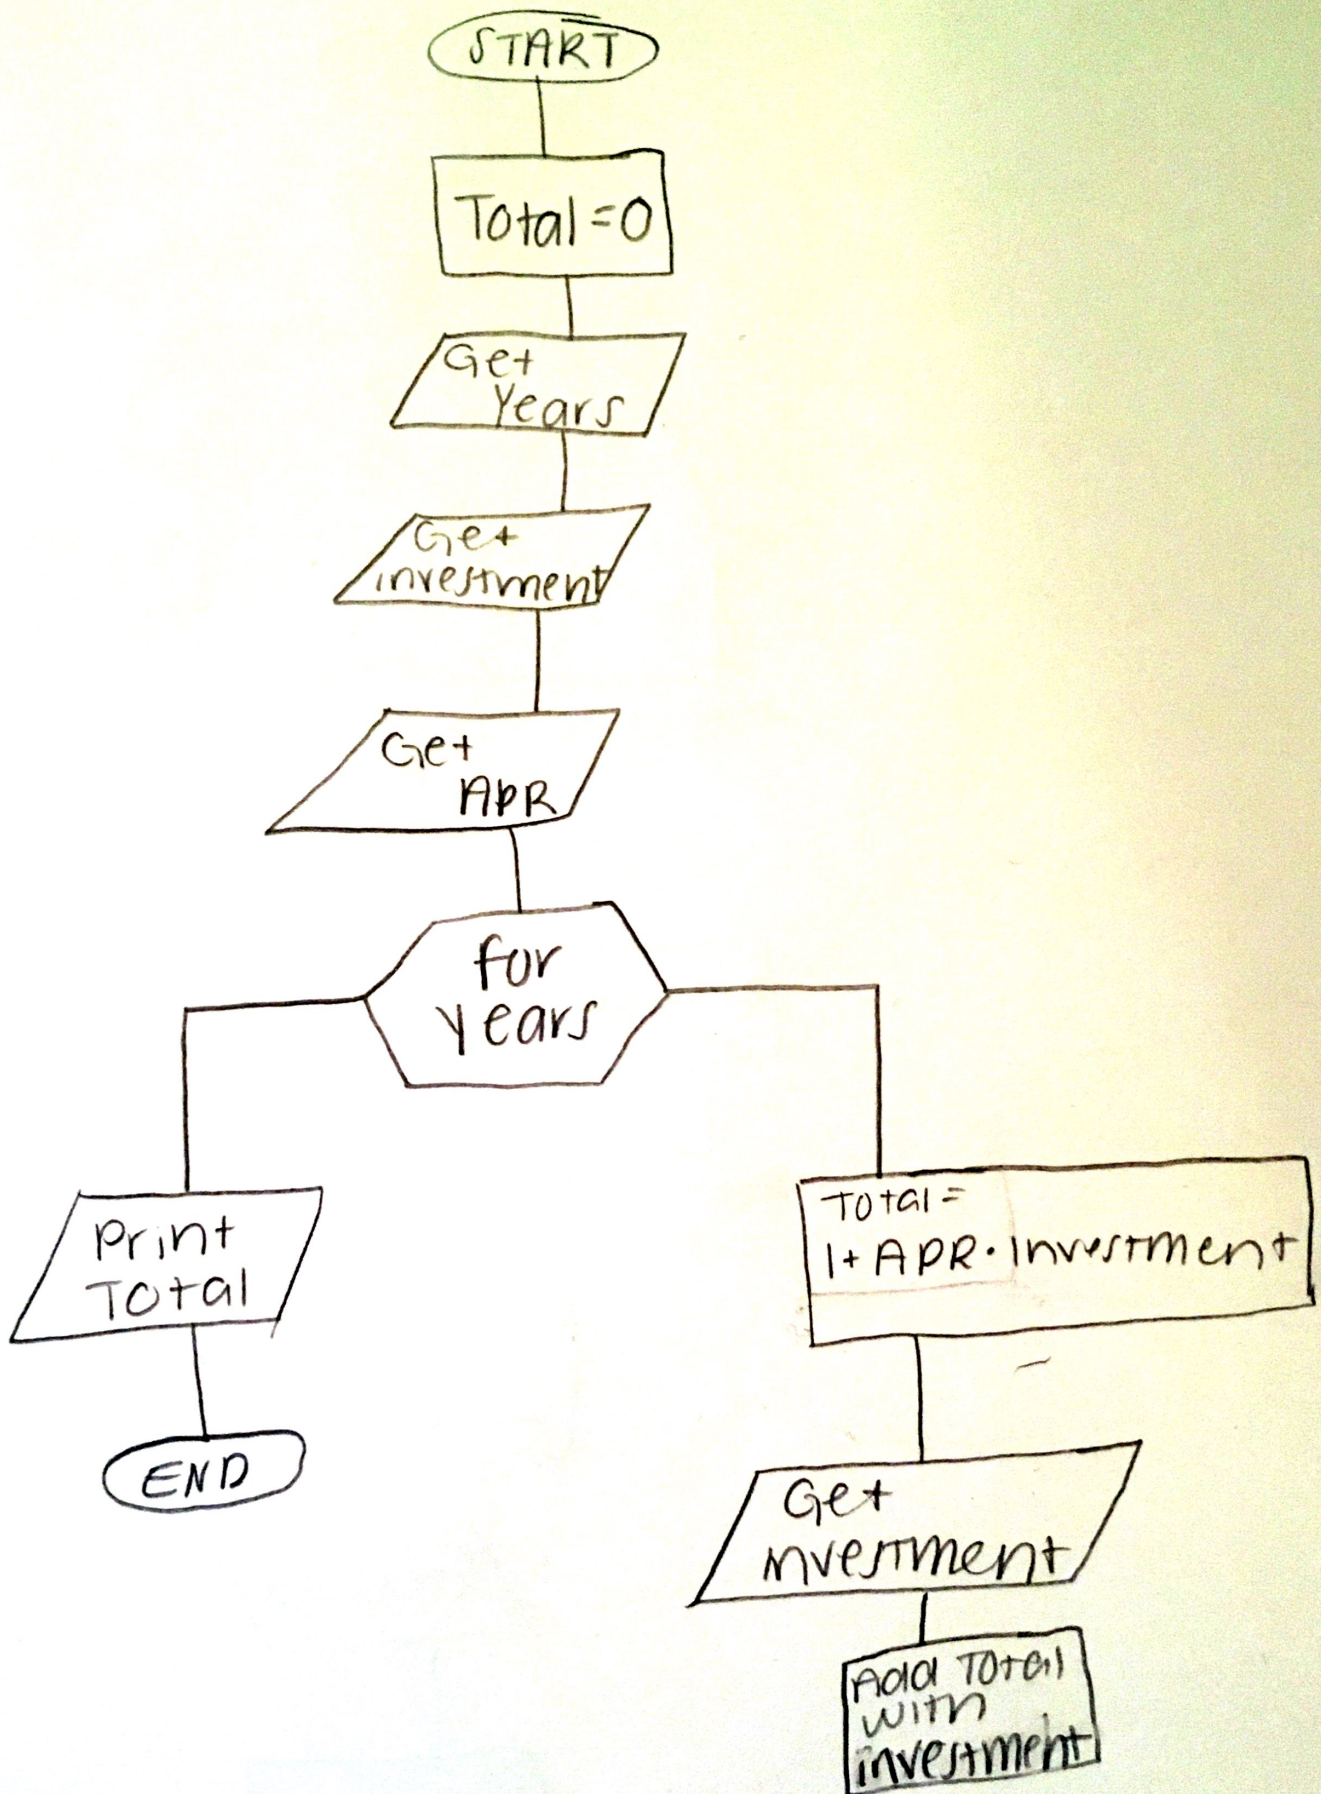 START
Total=0
Get
Years
Get
investment
Get
APR
for
years
Print
Total
END
Total=
1+APR·Investment
Get
investment
Add Total
with
investment